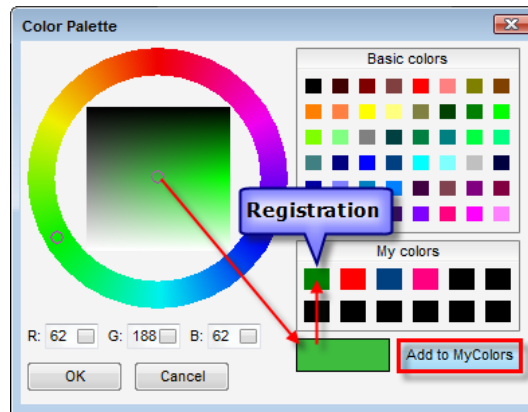 Color Palette
Basic colors
Registration
My colors
R: 62 G: 188 B: 62
Add to MyColors
OK Cancel